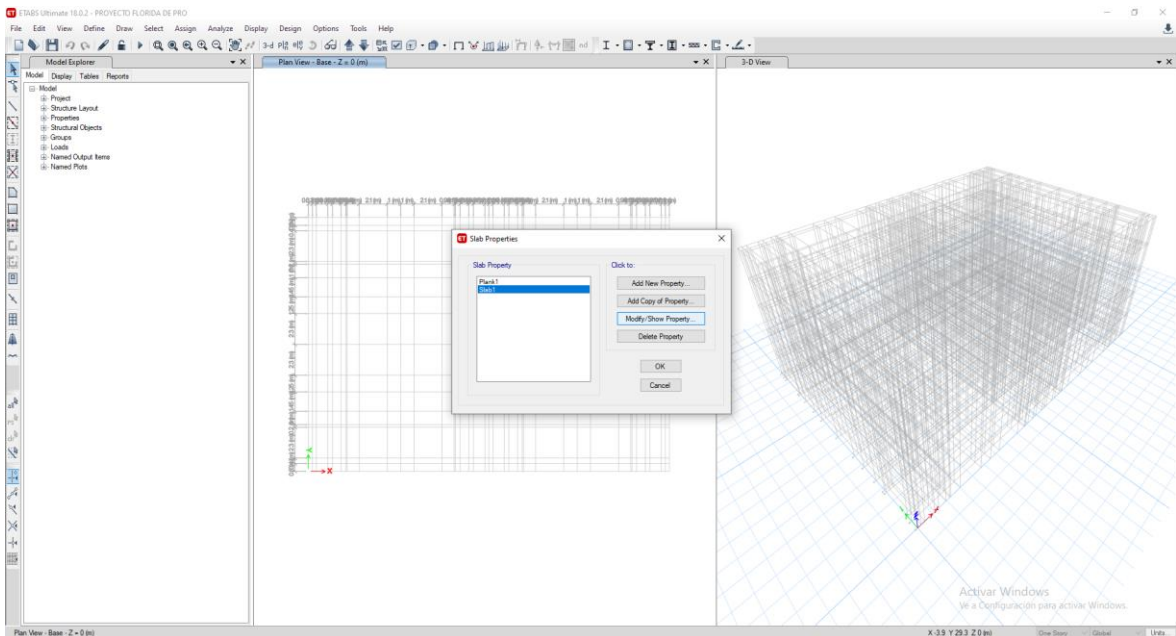 ETABS Ultimate 18.0.2 - PROYECTO FLORIDA DE PRO
File Edit View Define Draw Select Assign Analyze Display Design Options Tools Help
Model Explorer
Plan View - Base - Z = 0 (m)
3-D View
Model Display Tables Reports
Model
Project
Structure Layout
Properties
Structural Objects
Groups
Loads
Named Output Items
Named Plots
Slab Properties
Slab Property
Plank1
Slab1
Click to:
Add New Property...
Add Copy of Property...
Modify/Show Property...
Delete Property
OK
Cancel
X
Activar Windows
Ve a Configuración para activar Windows.
Plan View - Base - Z = 0 (m)
X -3.9 Y 29.3 Z 0 (m)
One Story
Global
Units...